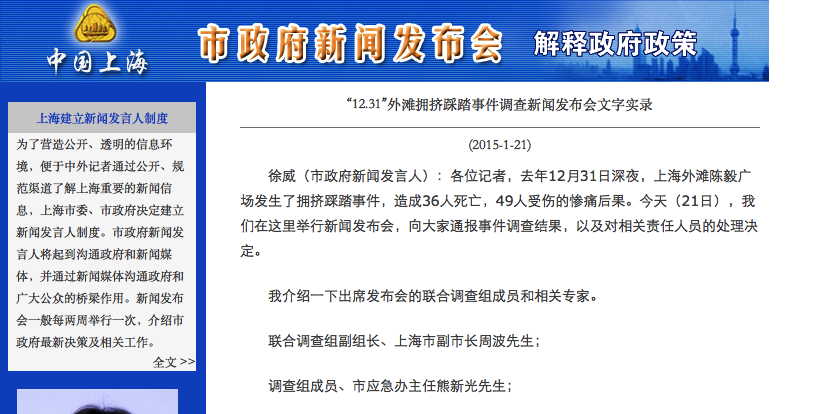 中国上海
市政府新闻发布会
解释政府政策
上海建立新闻发言人制度
为了营造公开、透明的信息环
境，便于中外记者通过公开、规
范渠道了解上海重要的新闻信
息，上海市委、市政府决定建立
新闻发言人制度。市政府新闻发
言人将起到沟通政府和新闻媒
体，并通过新闻媒体沟通政府和
广大公众的桥梁作用。新闻发布
会一般每两周举行一次，介绍市
政府最新决策及相关工作。
全文 >>
“12.31”外滩拥挤踩踏事件调查新闻发布会文字实录
(2015-1-21)
徐威（市政府新闻发言人）：各位记者，去年12月31日深夜，上海外滩陈毅广
场发生了拥挤踩踏事件，造成36人死亡，49人受伤的惨痛后果。今天（21日），我
们在这里举行新闻发布会，向大家通报事件调查结果，以及对相关责任人员的处理决
定。
我介绍一下出席发布会的联合调查组成员和相关专家。
联合调查组副组长、上海市副市长周波先生；
调查组成员、市应急办主任熊新光先生；